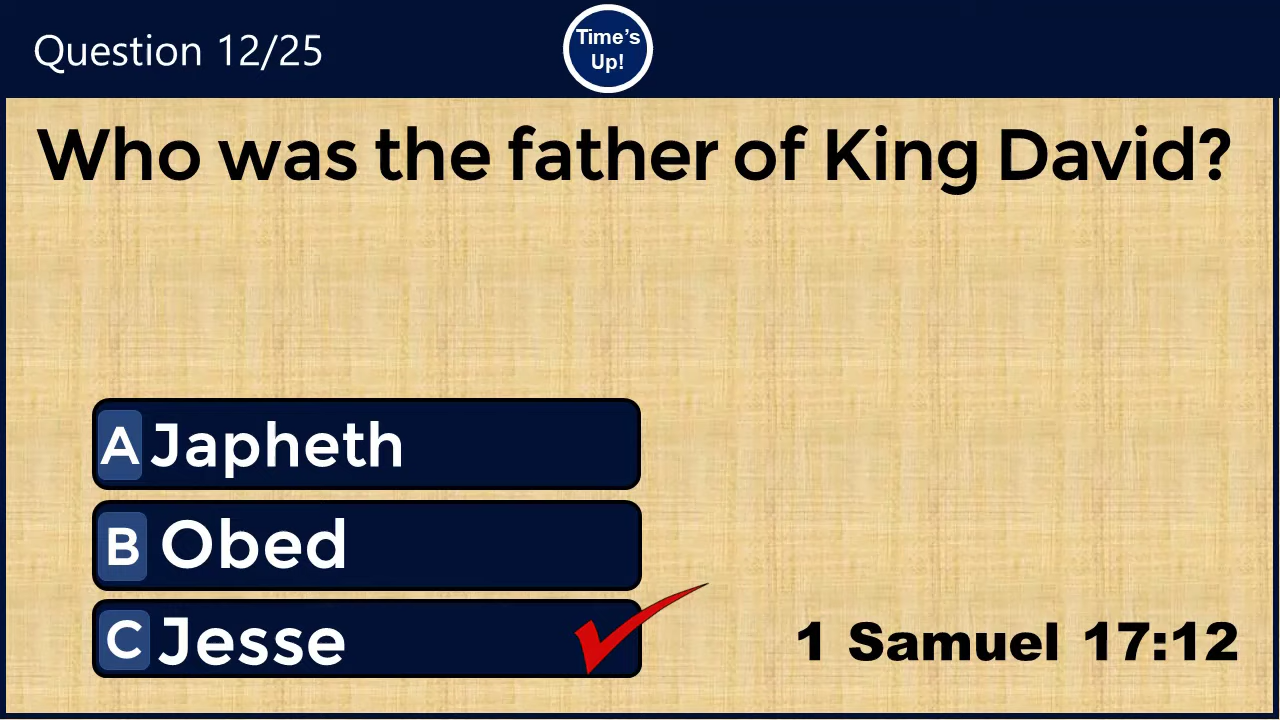 Question 12/25
Time's
Up!
Who was the father of King David?
A Japheth
B Obed
C Jesse
1 Samuel 17:12